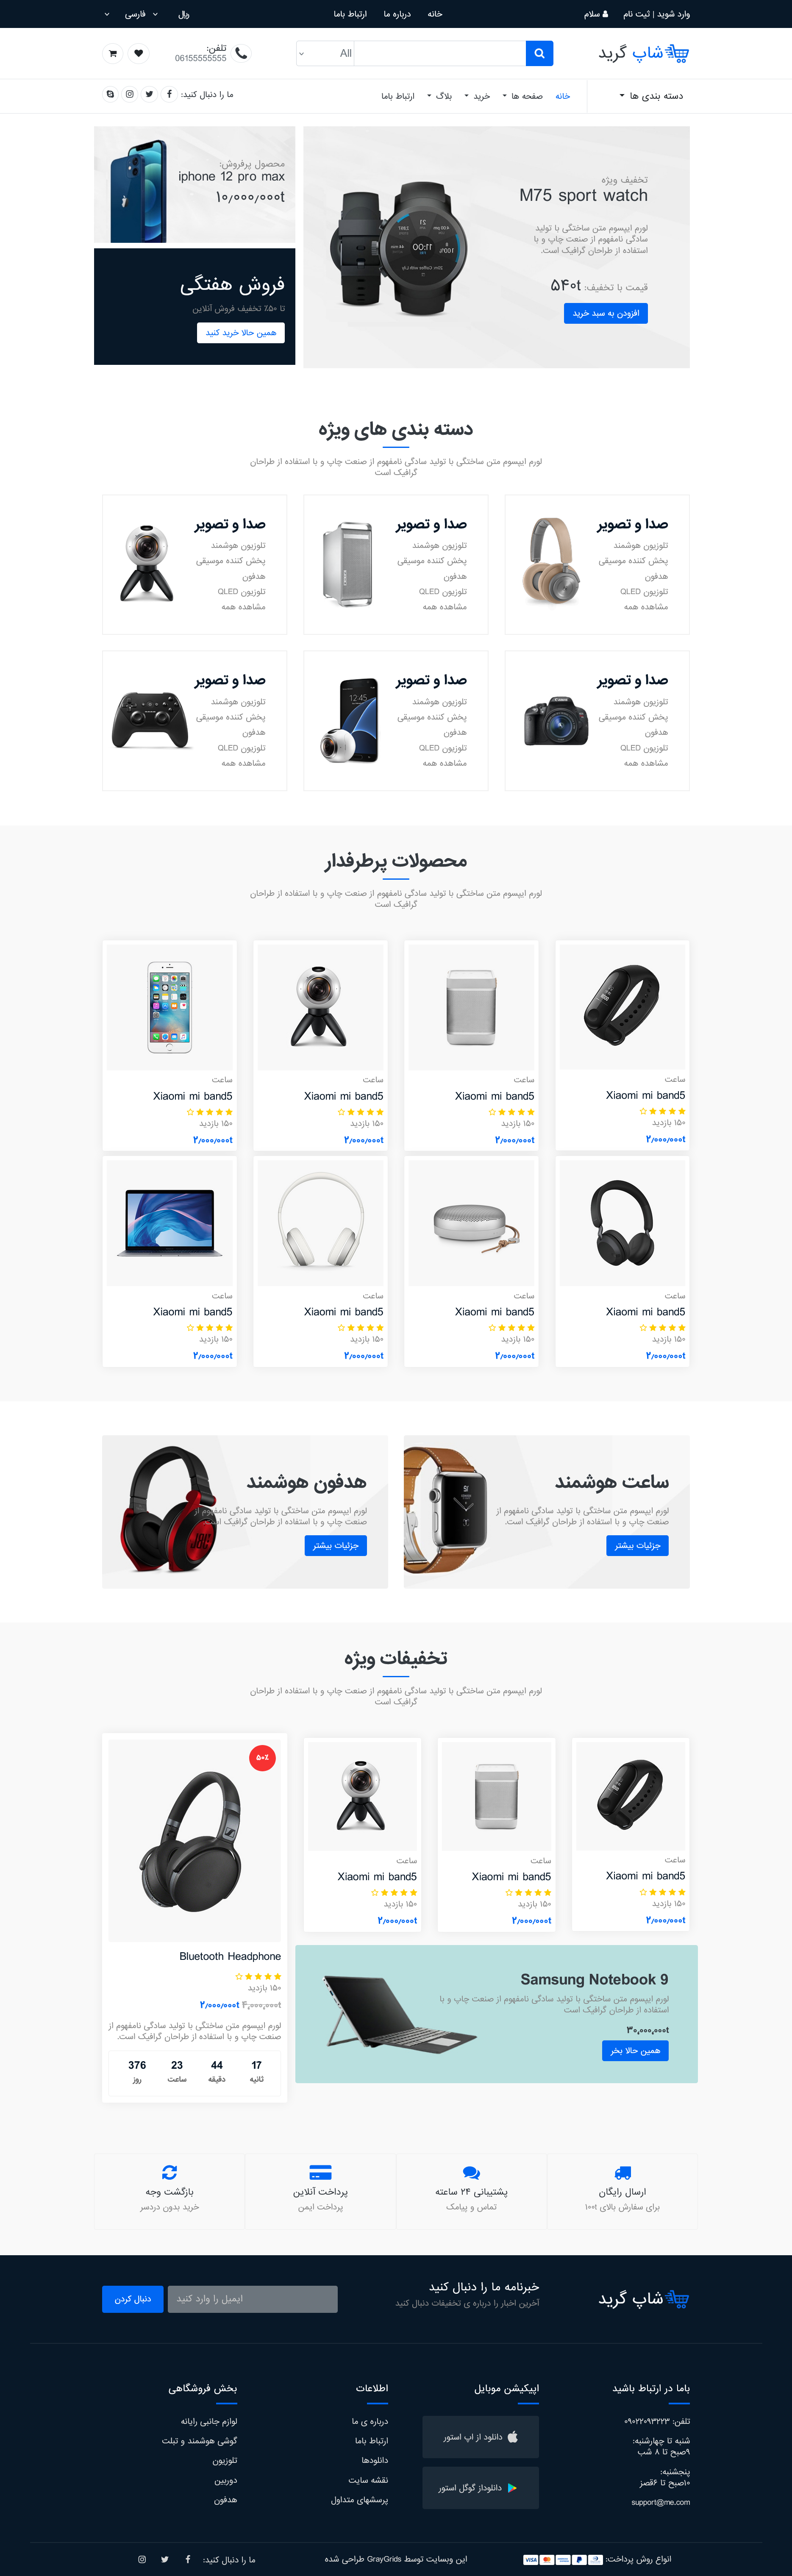 وارد شوید | ثبت نام
سلام
خانه
درباره ما
ارتباط باما
ریال
فارسی
شاپ گرید
All
تلفن:
06155555555
دسته بندی ها
خانه
صفحه ها
خرید
بلاگ
ارتباط باما
ما را دنبال کنید:
تخفیف ویژه
M75 sport watch
لورم ایپسوم متن ساختگی با تولید
سادگی نامفهوم از صنعت چاپ و با
استفاده از طراحان گرافیک است.
قیمت با تخفیف: ۵۴۰t
افزودن به سبد خرید
محصول پرفروش:
iphone 12 pro max
۱۰٫۰۰۰٫۰۰۰t
فروش هفتگی
تا ۵۰٪ تخفیف فروش آنلاین
همین حالا خرید کنید
دسته بندی های ویژه
لورم ایپسوم متن ساختگی با تولید سادگی نامفهوم از صنعت چاپ و با استفاده از طراحان
گرافیک است
صدا و تصویر
تلوزیون هوشمند
پخش کننده موسیقی
هدفون
تلوزیون QLED
مشاهده همه
صدا و تصویر
تلوزیون هوشمند
پخش کننده موسیقی
هدفون
تلوزیون QLED
مشاهده همه
صدا و تصویر
تلوزیون هوشمند
پخش کننده موسیقی
هدفون
تلوزیون QLED
مشاهده همه
صدا و تصویر
تلوزیون هوشمند
پخش کننده موسیقی
هدفون
تلوزیون QLED
مشاهده همه
صدا و تصویر
تلوزیون هوشمند
پخش کننده موسیقی
هدفون
تلوزیون QLED
مشاهده همه
صدا و تصویر
تلوزیون هوشمند
پخش کننده موسیقی
هدفون
تلوزیون QLED
مشاهده همه
محصولات پرطرفدار
لورم ایپسوم متن ساختگی با تولید سادگی نامفهوم از صنعت چاپ و با استفاده از طراحان
گرافیک است
ساعت
Xiaomi mi band5
۱۵۰ بازدید
۲٫۰۰۰٫۰۰۰t
ساعت
Xiaomi mi band5
۱۵۰ بازدید
۲٫۰۰۰٫۰۰۰t
ساعت
Xiaomi mi band5
۱۵۰ بازدید
۲٫۰۰۰٫۰۰۰t
ساعت
Xiaomi mi band5
۱۵۰ بازدید
۲٫۰۰۰٫۰۰۰t
ساعت
Xiaomi mi band5
۱۵۰ بازدید
۲٫۰۰۰٫۰۰۰t
ساعت
Xiaomi mi band5
۱۵۰ بازدید
۲٫۰۰۰٫۰۰۰t
ساعت
Xiaomi mi band5
۱۵۰ بازدید
۲٫۰۰۰٫۰۰۰t
ساعت
Xiaomi mi band5
۱۵۰ بازدید
۲٫۰۰۰٫۰۰۰t
ساعت هوشمند
لورم ایپسوم متن ساختگی با تولید سادگی نامفهوم از
صنعت چاپ و با استفاده از طراحان گرافیک است.
جزئیات بیشتر
هدفون هوشمند
لورم ایپسوم متن ساختگی با تولید سادگی نامفهوم از
صنعت چاپ و با استفاده از طراحان گرافیک است.
جزئیات بیشتر
JBL
تخفیفات ویژه
لورم ایپسوم متن ساختگی با تولید سادگی نامفهوم از صنعت چاپ و با استفاده از طراحان
گرافیک است
ساعت
Xiaomi mi band5
۱۵۰ بازدید
۲٫۰۰۰٫۰۰۰t
ساعت
Xiaomi mi band5
۱۵۰ بازدید
۲٫۰۰۰٫۰۰۰t
ساعت
Xiaomi mi band5
۱۵۰ بازدید
۲٫۰۰۰٫۰۰۰t
Samsung Notebook 9
لورم ایپسوم متن ساختگی با تولید سادگی نامفهوم از صنعت چاپ و با
استفاده از طراحان گرافیک است
۳۰,۰۰۰,۰۰۰t
همین حالا بخر
۵۰٪
Bluetooth Headphone
۱۵۰ بازدید
۴,۰۰۰,۰۰۰t ۲٫۰۰۰٫۰۰۰t
لورم ایپسوم متن ساختگی با تولید سادگی نامفهوم از
صنعت چاپ و با استفاده از طراحان گرافیک است.
17
ثانیه
44
دقیقه
23
ساعت
376
روز
ارسال رایگان
برای سفارش بالای ۱۰۰t
پشتیبانی ۲۴ ساعته
تماس و پیامک
پرداخت آنلاین
پرداخت ایمن
بازگشت وجه
خرید بدون دردسر
شاپ گرید
خبرنامه ما را دنبال کنید
آخرین اخبار را درباره ی تخفیفات دنبال کنید
ایمیل را وارد کنید
دنبال کردن
باما در ارتباط باشید
تلفن: ۰۹۰۲۲۰۹۳۲۲۳
شنبه تا چهارشنبه:
۹صبح تا ۸ شب
پنجشنبه:
۱۰صبح تا ۶قصر
support@me.com
اپیکیشن موبایل
دانلود از اپ استور
دانلوداز گوگل استور
اطلاعات
درباره ی ما
ارتباط باما
دانلودها
نقشه سایت
پرسشهای متداول
بخش فروشگاهی
لوازم جانبی رایانه
گوشی هوشمند و تبلت
تلوزیون
دوربین
هدفون
انواع روش پرداخت:
VISA
این وبسایت توسط GrayGrids طراحی شده
ما را دنبال کنید: